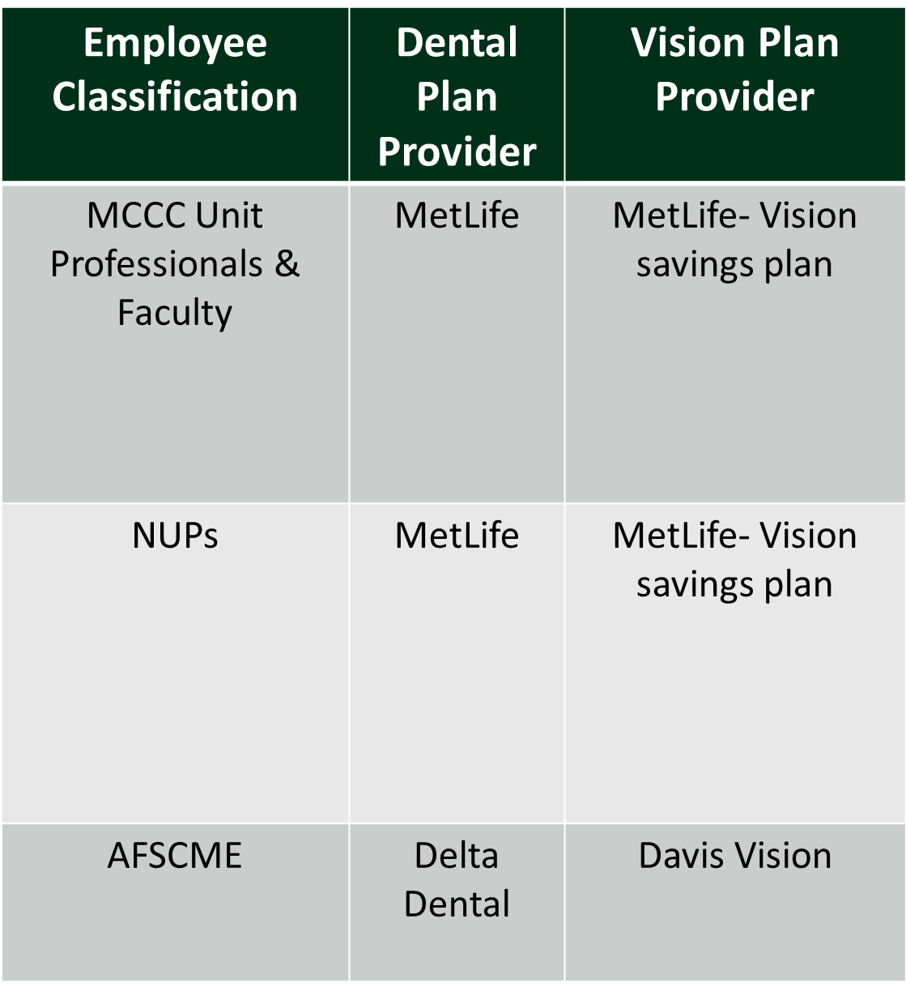 Employee
Classification
Dental
Plan
Provider
Vision Plan
Provider
MCCC Unit
Professionals &
Faculty
MetLife
MetLife- Vision
savings plan
NUPs
MetLife
MetLife- Vision
savings plan
AFSCME
Delta
Dental
Davis Vision